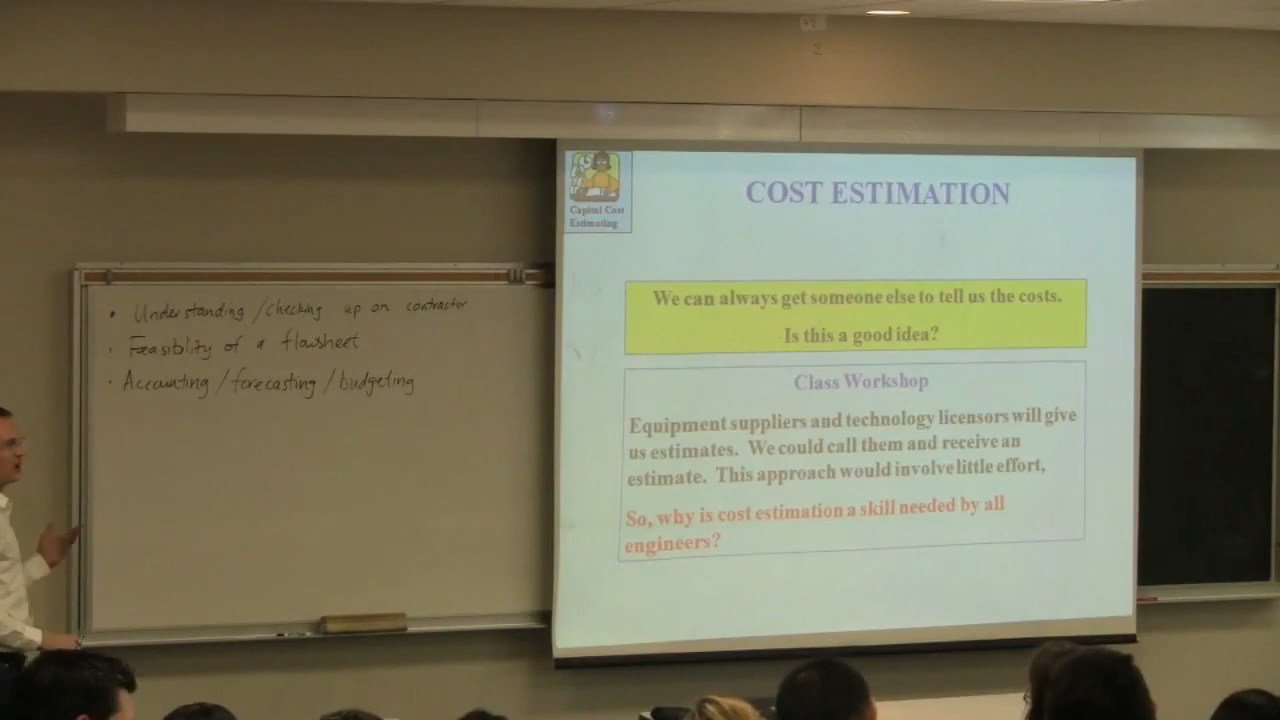 • Understanding / checking up on contractor
• Feasiblity of a flowsheet
• Accounting / forecasting / budgeting
Capital Cost
Estimating
COST ESTIMATION
We can always get someone else to tell us the costs.
Is this a good idea?
Class Workshop
Equipment suppliers and technology licensors will give
us estimates. We could call them and receive an
estimate. This approach would involve little effort,
So, why is cost estimation a skill needed by all
engineers?